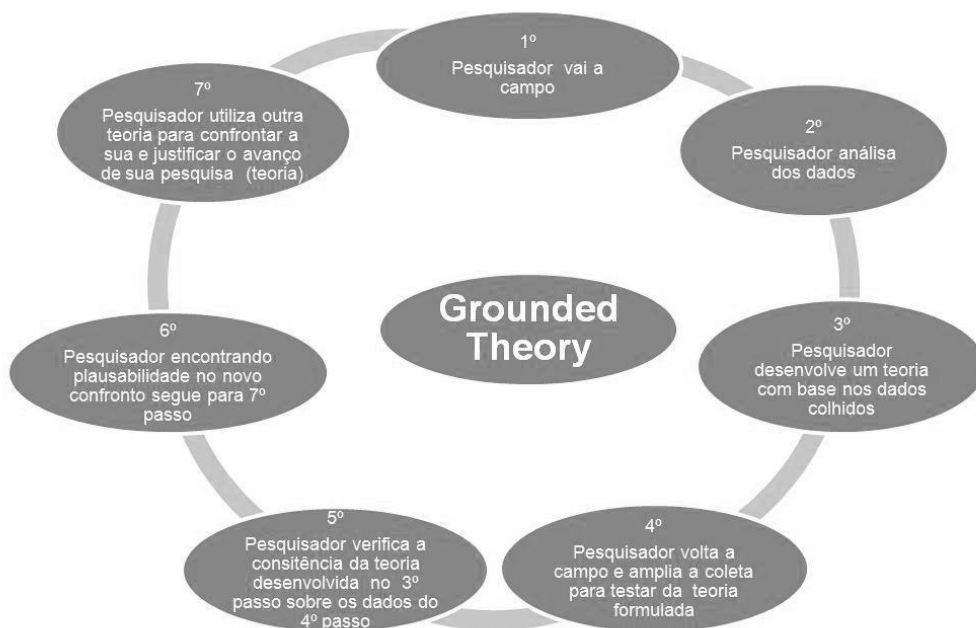 1º
Pesquisador vai a
campo
2º
Pesquisador análisa
dos dados
3º
Pesquisador
desenvolve um teoria
com base nos dados
colhidos
4º
Pesquisador volta a
campo e amplia a coleta
para testar da teoria
formulada
5º
Pesquisador verifica a
consitência da teoria
desenvolvida no 3º
passo sobre os dados do
4º passo
6º
Pesquisador encontrando
plausabilidade no novo
confronto segue para 7º
passo
7º
Pesquisador utiliza outra
teoria para confrontar a
sua e justificar o avanço
de sua pesquisa (teoria)
Grounded
Theory